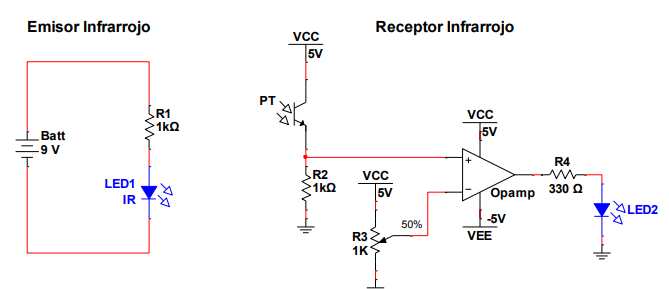 Emisor Infrarrojo
Receptor Infrarrojo
Batt
9 V
R1
1kΩ
LED1
IR
VCC
5V
PT
R2
1kΩ
VCC
5V
R3
1K
50%
VCC
5V
+
−
Opamp
-5V
VEE
R4
330 Ω
LED2